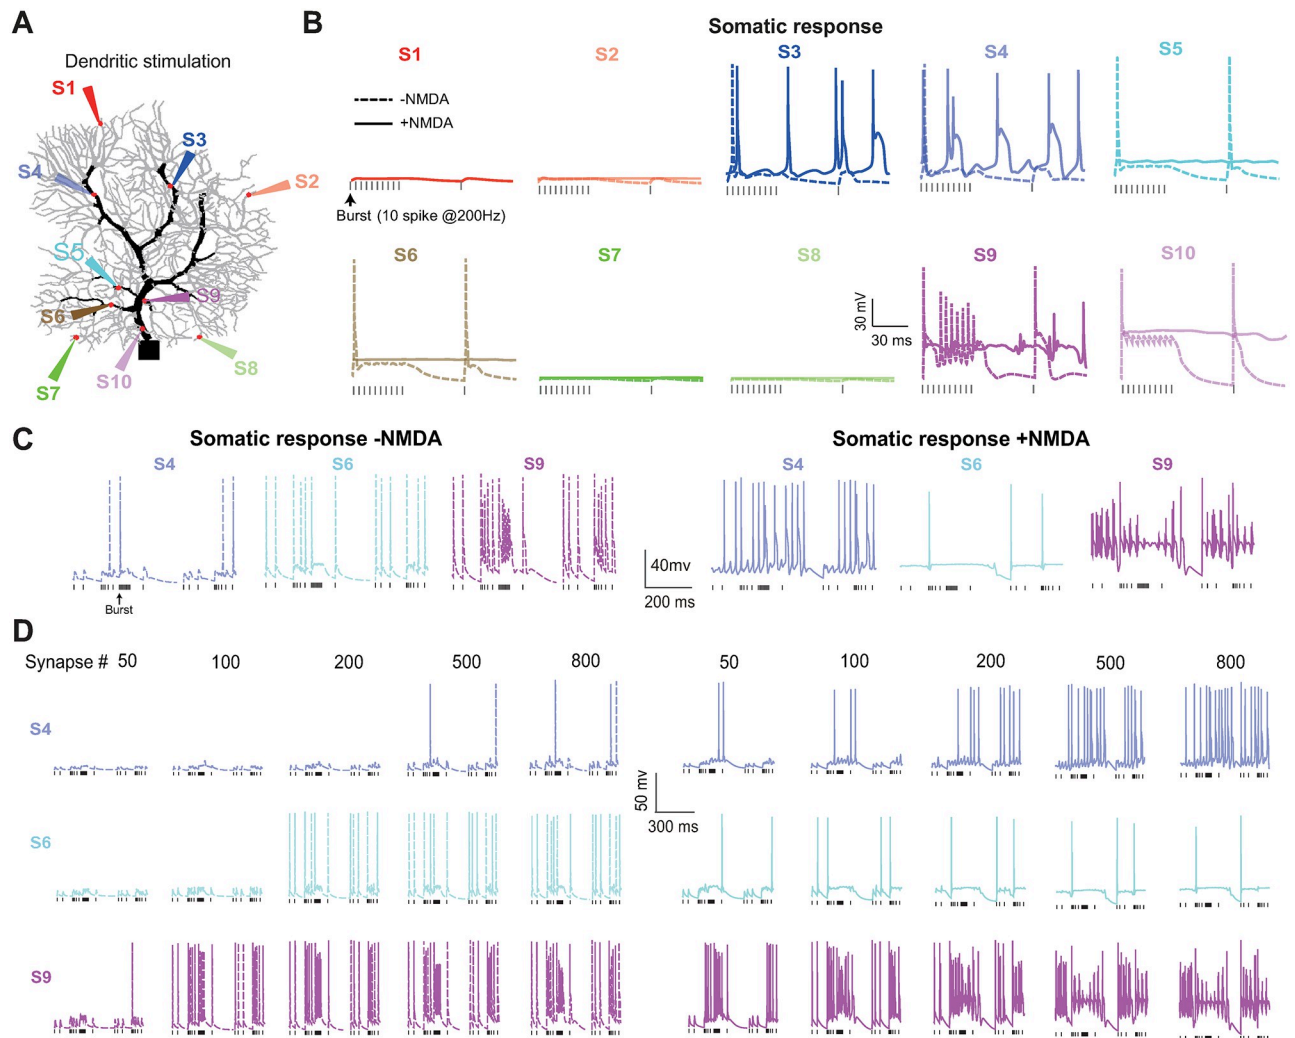 A
Dendritic stimulation
S1
S3
S4
S2
S5
S9
S6
S7
S10
S8
B
Somatic response
S1
S2
S3
S4
S5
-NMDA
+NMDA
Burst (10 spike @200Hz)
S6
S7
S8
S9
S10
30 mV
30 ms
C
Somatic response -NMDA
S4
S6
S9
Burst
40mv
200 ms
Somatic response +NMDA
S4
S6
S9
D
Synapse # 50 100 200 500 800
50 100 200 500 800
S4
50 mv
300 ms
S6
S9